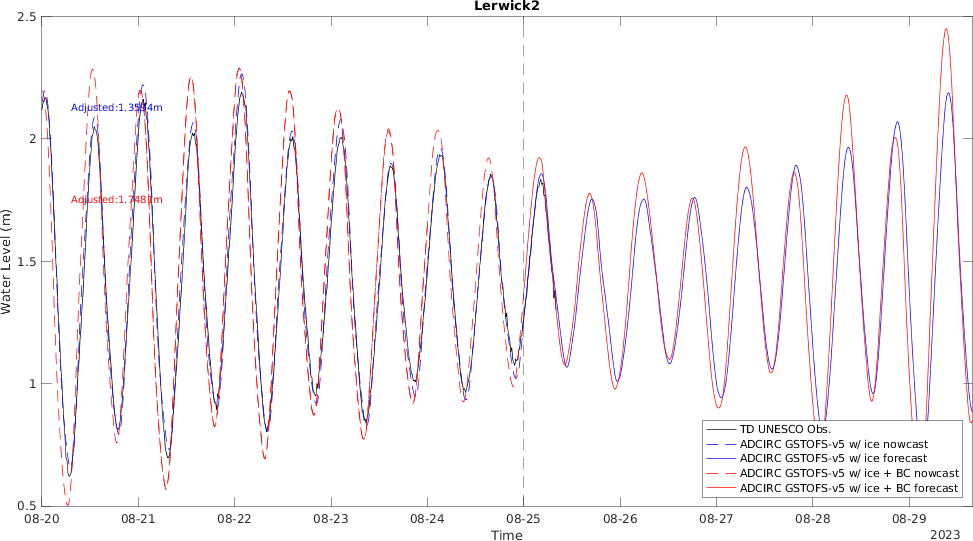 Lerwick2
2.5
2
1.5
1
0.5
Water Level (m)
Adjusted:1.3594m
Adjusted:1.7481m
TD UNESCO Obs.
ADCIRC GSTOFS-v5 w/ ice nowcast
ADCIRC GSTOFS-v5 w/ ice forecast
ADCIRC GSTOFS-v5 w/ ice + BC nowcast
ADCIRC GSTOFS-v5 w/ ice + BC forecast
08-20 08-21 08-22 08-23 08-24 08-25 08-26 08-27 08-28 08-29
Time
2023